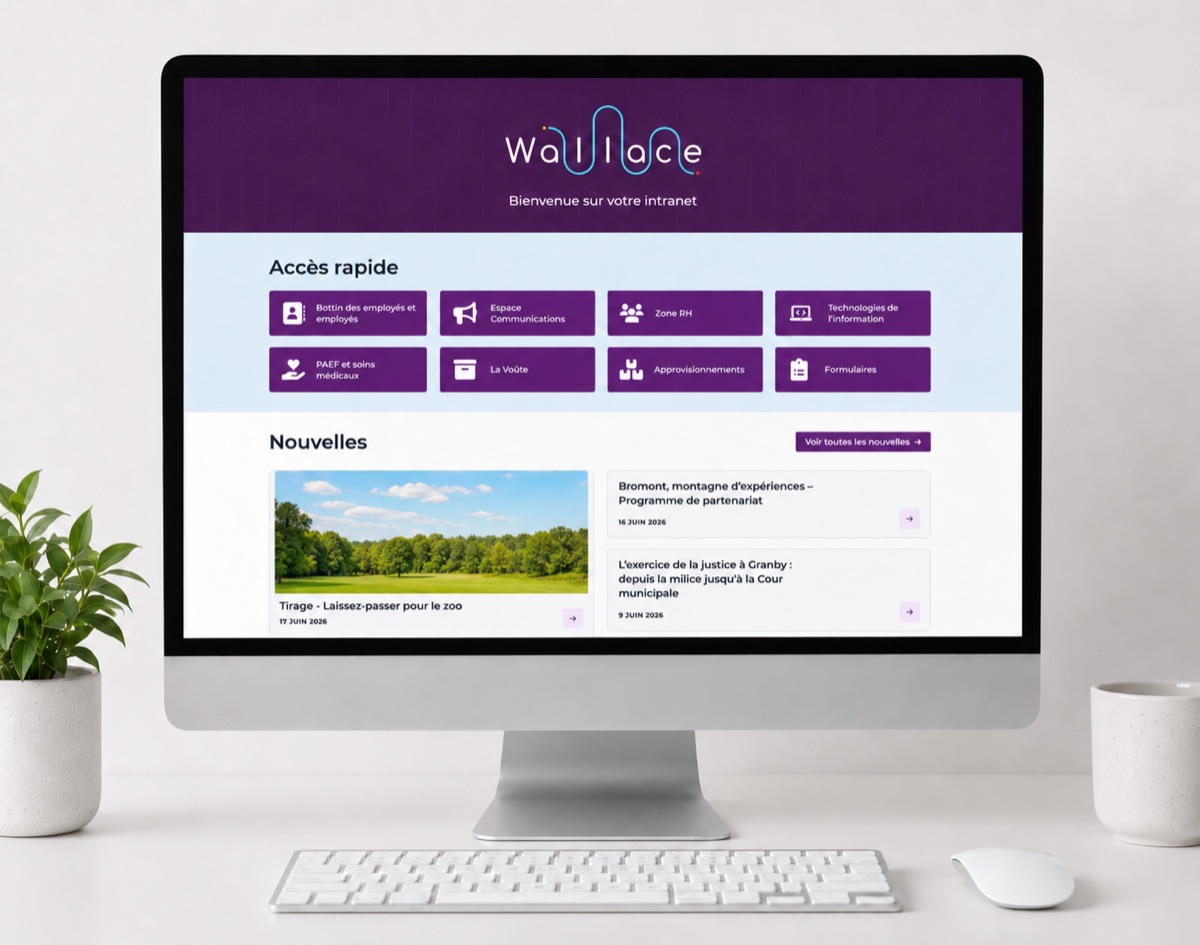 Wallace
Bienvenue sur votre intranet
Accès rapide
Bottin des employés et
employés
Espace
Communications
Zone RH
Technologies de
l'information
PAEF et soins
médicaux
La Voûte
Approvisionnements
Formulaires
Nouvelles
Voir toutes les nouvelles →
Tirage - Laissez-passer pour le zoo
17 JUIN 2026
Bromont, montagne d'expériences –
Programme de partenariat
16 JUIN 2026
L'exercice de la justice à Granby :
depuis la milice jusqu'à la Cour
municipale
9 JUIN 2026